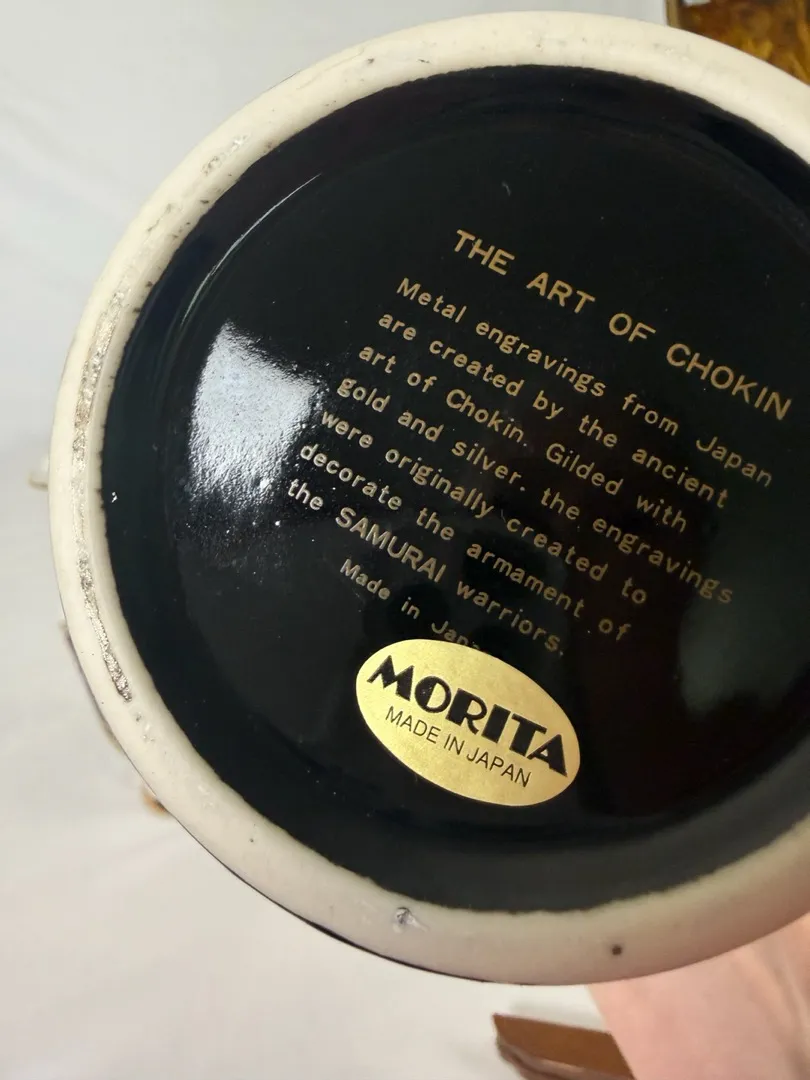 THE ART OF CHOKIN
Metal engravings from Japan
are created by the ancient
art of Chokin. Gilded with
gold and silver. the engravings
were originally created to
decorate the armament of
the SAMURAI warriors.
Made in
MORITA
MADE IN JAPAN